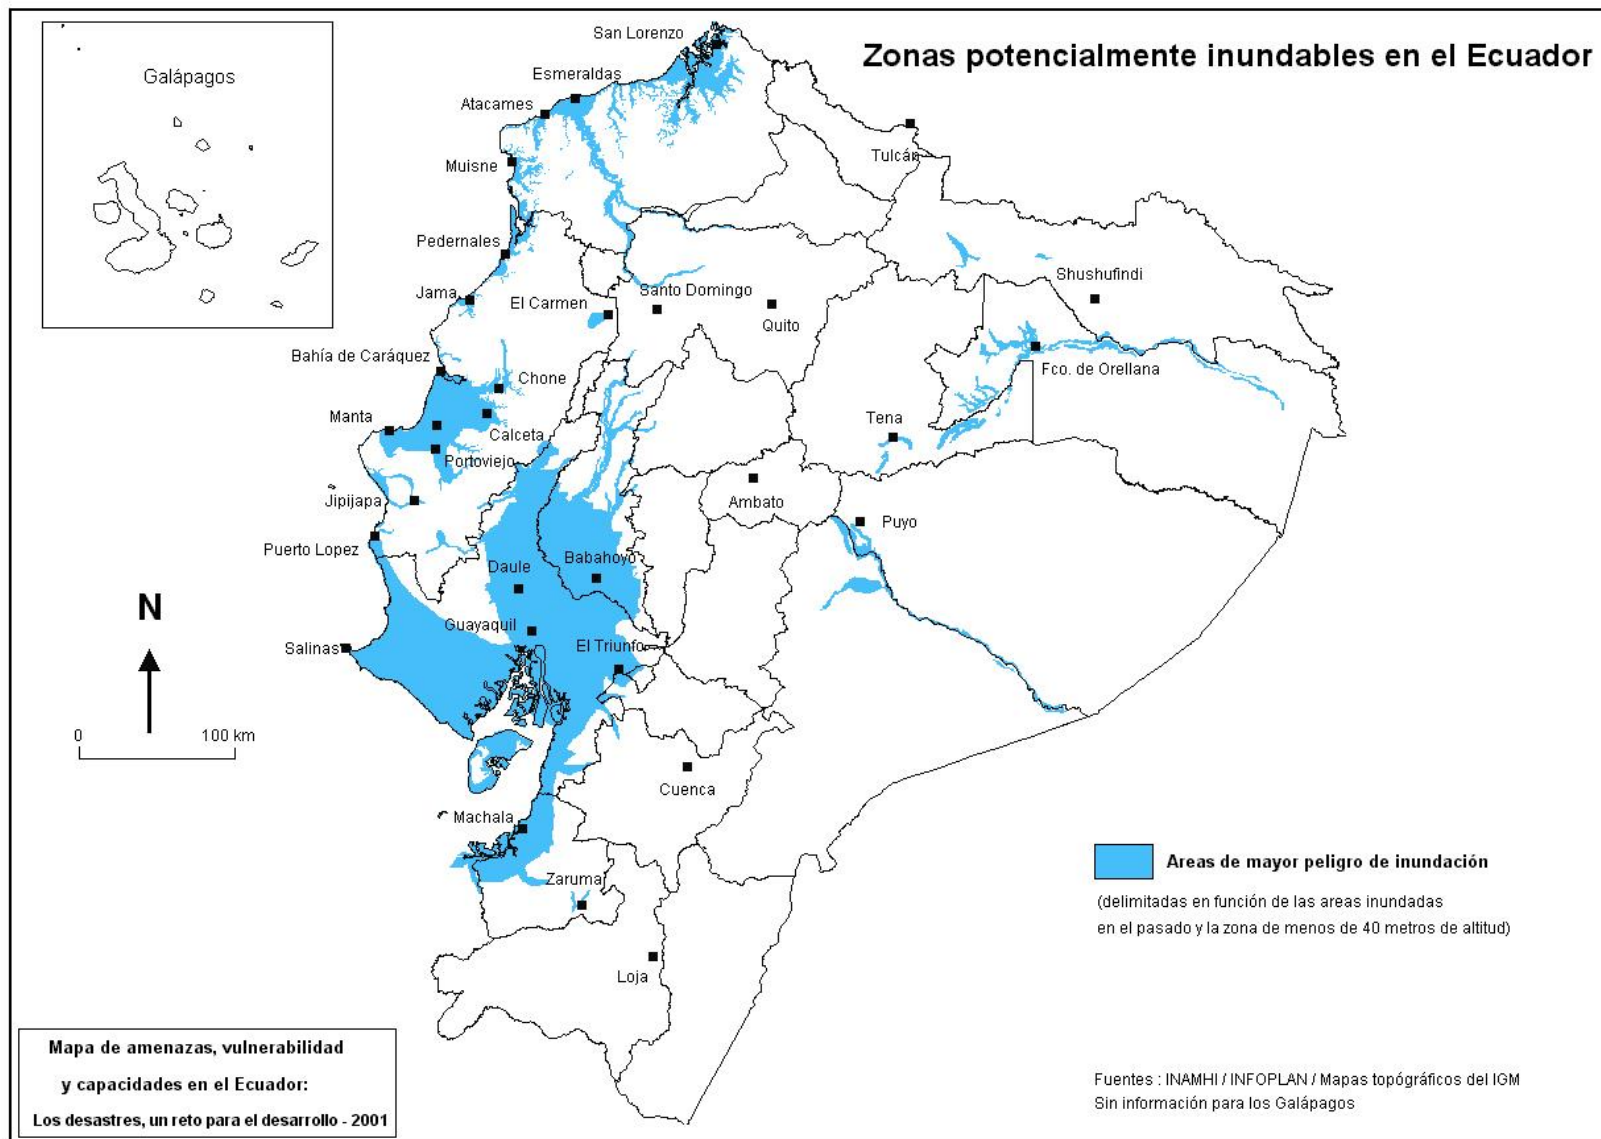 Zonas potencialmente inundables en el Ecuador
Galápagos
San Lorenzo
Esmeraldas
Atacames
Tulcán
Muisne
Pedernales
Shushufindi
Jama
El Carmen
Santo Domingo
Quito
Bahía de Caráquez
Chone
Fco. de Orellana
Manta
Calceta
Tena
Portoviejo
Jipijapa
Ambato
Puyo
Puerto Lopez
Daule
Babahoyo
N
Guayaquil
El Triunfo
Salinas
0 100 km
Cuenca
Machala
Zaruma
Loja
Areas de mayor peligro de inundación
(delimitadas en función de las areas inundadas
en el pasado y la zona de menos de 40 metros de altitud)
Mapa de amenazas, vulnerabilidad
y capacidades en el Ecuador:
Los desastres, un reto para el desarrollo - 2001
Fuentes : INAMHI / INFOPLAN / Mapas topógráficos del IGM
Sin información para los Galápagos